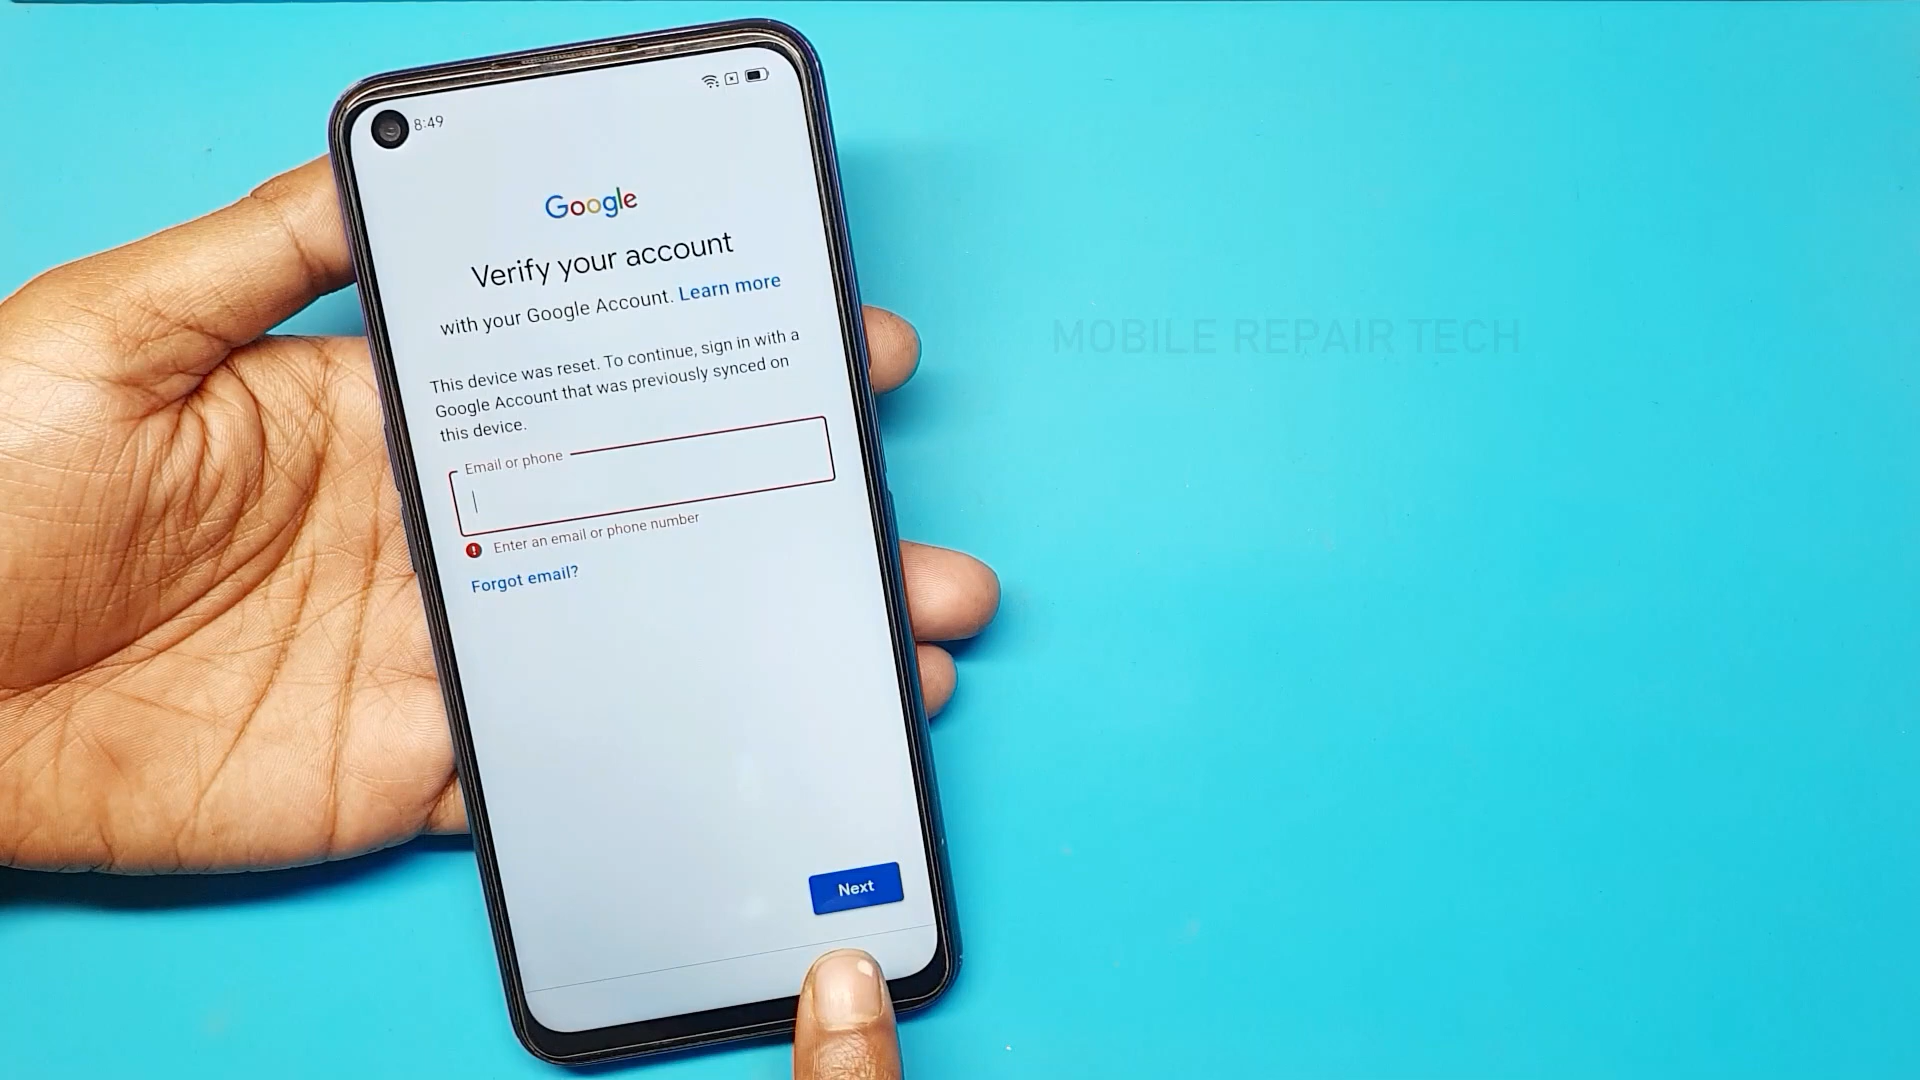 8:49
Google
Verify your account
with your Google Account. Learn more
This device was reset. To continue, sign in with a
Google Account that was previously synced on
this device.
Email or phone
Enter an email or phone number
Forgot email?
Next
MOBILE REPAIR TECH